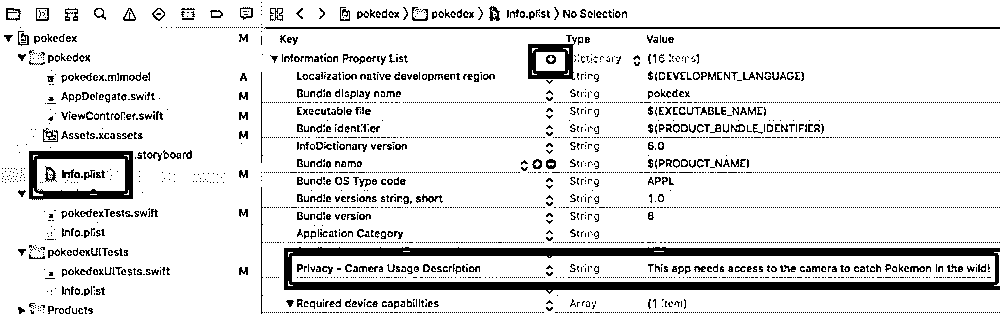 pokedex 〉 pokedex 〉 Info.plist 〉 No Selection
pokedex M
Key Type Value
pokedex
Information Property List Dictionary (16 items)
pokedex.mlmodel A
Localization native development region String $(DEVELOPMENT_LANGUAGE)
AppDelegate.swift M
Bundle display name String pokedex
ViewController.swift M
Executable file String $(EXECUTABLE_NAME)
Assets.xcassets
Bundle identifier String $(PRODUCT_BUNDLE_IDENTIFIER)
InfoDictionary version String 6.0
.storyboard
Bundle name String $(PRODUCT_NAME)
Info.plist M
Bundle OS Type code String APPL
Bundle versions string, short String 1.0
pokedexTests.swift M
Bundle version String 8
Info.plist
Application Category String
pokedexUITests
pokedexUITests.swift M
Privacy - Camera Usage Description String This app needs access to the camera to catch Pokemon in the wild!
Info.plist
Required device capabilities Array (1 item)
Products